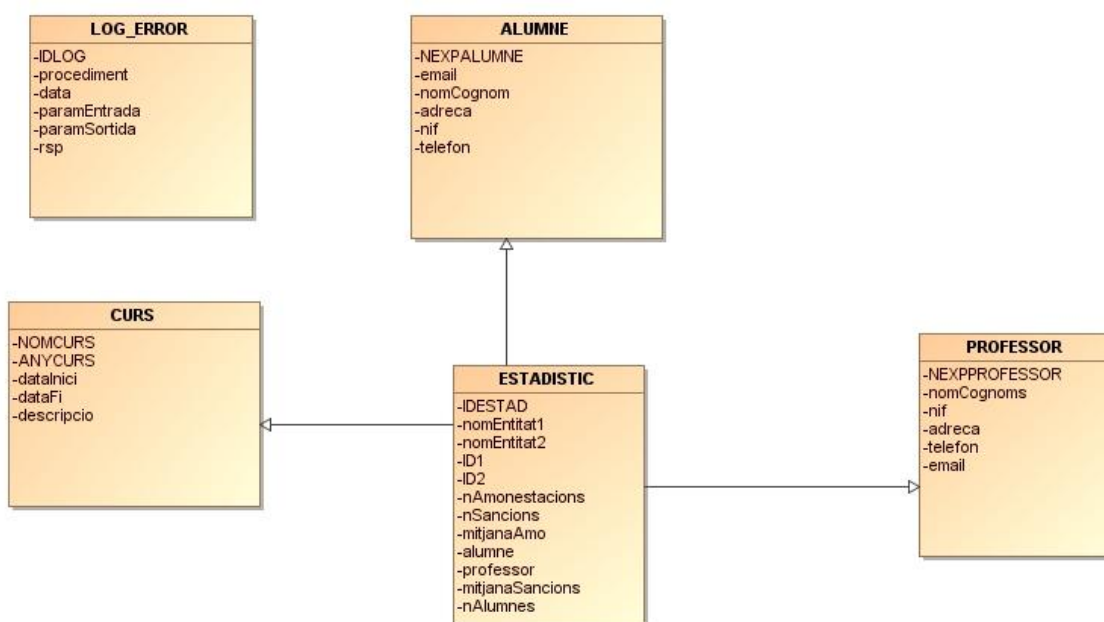 LOG_ERROR
-IDLOG
-procediment
-data
-paramEntrada
-paramSortida
-rsp
ALUMNE
-NEXPALUMNE
-email
-nomCognom
-adreca
-nif
-telefon
CURS
-NOMCURS
-ANYCURS
-dataInici
-dataFi
-descripcio
ESTADISTIC
-IDESTAD
-nomEntitat1
-nomEntitat2
-ID1
-ID2
-nAmonestacions
-nSancions
-mitjanaAmo
-alumne
-professor
-mitjanaSancions
-nAlumnes
PROFESSOR
-NEXPPROFESSOR
-nomCognoms
-nif
-adreca
-telefon
-email